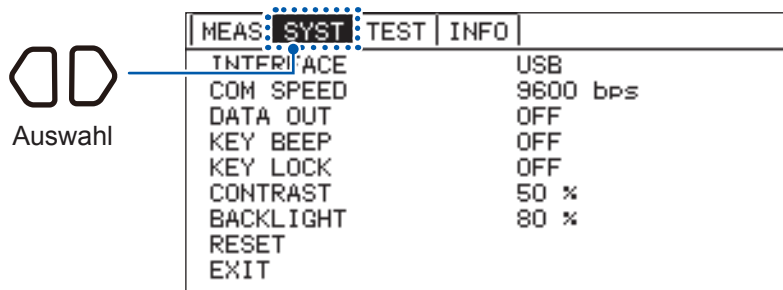 MEAS SYST TEST INFO
INTERFACE USB
COM SPEED 9600 bps
DATA OUT OFF
KEY BEEP OFF
KEY LOCK OFF
CONTRAST 50 %
BACKLIGHT 80 %
RESET
EXIT
Auswahl